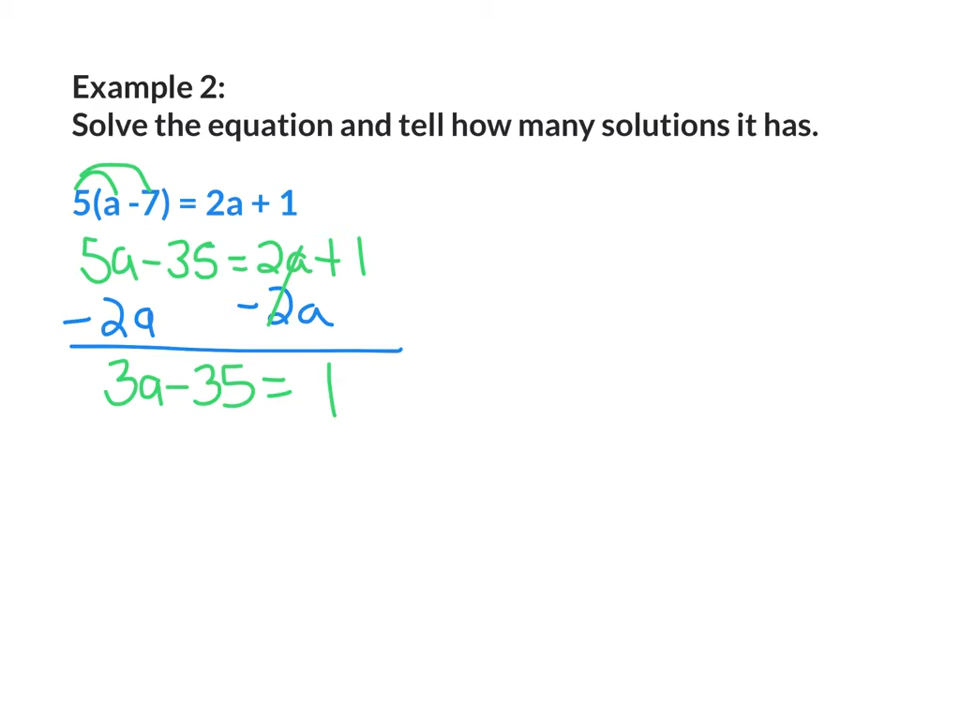 Example 2:
Solve the equation and tell how many solutions it has.
5(a -7) = 2a + 1
5a-35=2a+1
-2a -2a
3a-35= 1